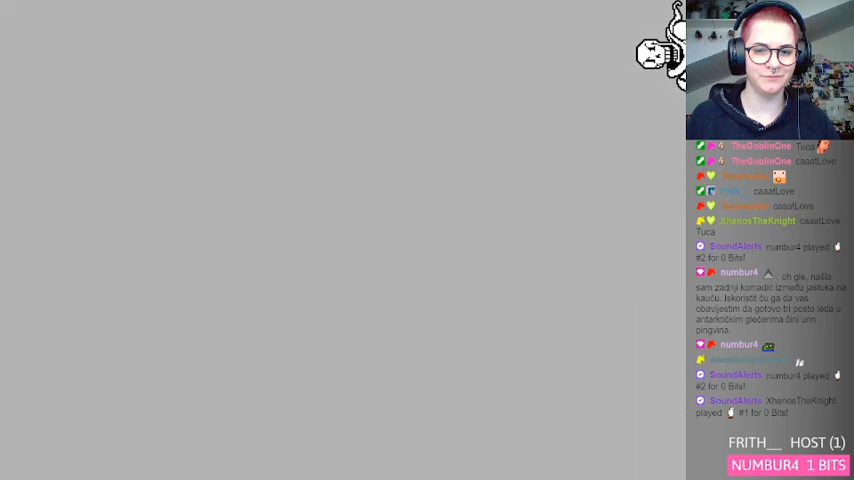 TheGoblinOne Tuca
TheGoblinOne caaatLove
caaatLove
caaatLove
XhenosTheKnight caaatLove
Tuca
SoundAlerts numbur4 played
#2 for 0 Bits!
numbur4 oh gle, našla
sam zadnji komadić između jastuka na
kauču. Iskoristit ću ga da vas
obavijestim da gotovo tri posto leda u
antarktičkim glečerima čini urin
pingvina.
numbur4
SoundAlerts numbur4 played
#2 for 0 Bits!
SoundAlerts XhenosTheKnight
played #1 for 0 Bits!
FRITH__ HOST (1)
NUMBUR4 1 BITS